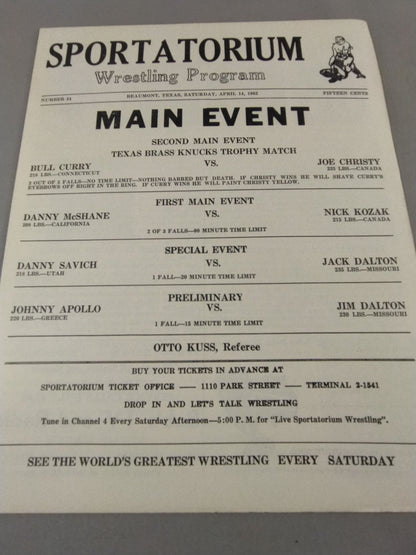 SPORTATORIUM
Wrestling Program
NUMBER 14 BEAUMONT, TEXAS, SATURDAY, APRIL 14, 1962 FIFTEEN CENTS
MAIN EVENT
SECOND MAIN EVENT
TEXAS BRASS KNUCKS TROPHY MATCH
BULL CURRY VS. JOE CHRISTY
218 LBS.—CONNECTICUT 235 LBS.—CANADA
2 OUT OF 3 FALLS—NO TIME LIMIT—NOTHING BARRED BUT DEATH. IF CHRISTY WINS HE WILL SHAVE CURRY'S
EYEBROWS OFF RIGHT IN THE RING. IF CURRY WINS HE WILL PAINT CHRISTY YELLOW.
FIRST MAIN EVENT
DANNY McSHANE VS. NICK KOZAK
208 LBS.—CALIFORNIA 215 LBS.—CANADA
2 OF 3 FALLS—60 MINUTE TIME LIMIT
SPECIAL EVENT
DANNY SAVICH VS. JACK DALTON
218 LBS.—UTAH 235 LBS.—MISSOURI
1 FALL—30 MINUTE TIME LIMIT
PRELIMINARY
JOHNNY APOLLO VS. JIM DALTON
220 LBS.—GREECE 230 LBS.—MISSOURI
1 FALL—15 MINUTE TIME LIMIT
OTTO KUSS, Referee
BUY YOUR TICKETS IN ADVANCE AT
SPORTATORIUM TICKET OFFICE — 1110 PARK STREET — TERMINAL 2-1541
DROP IN AND LET'S TALK WRESTLING
Tune in Channel 4 Every Saturday Afternoon—5:00 P. M. for "Live Sportatorium Wrestling".
SEE THE WORLD'S GREATEST WRESTLING EVERY SATURDAY